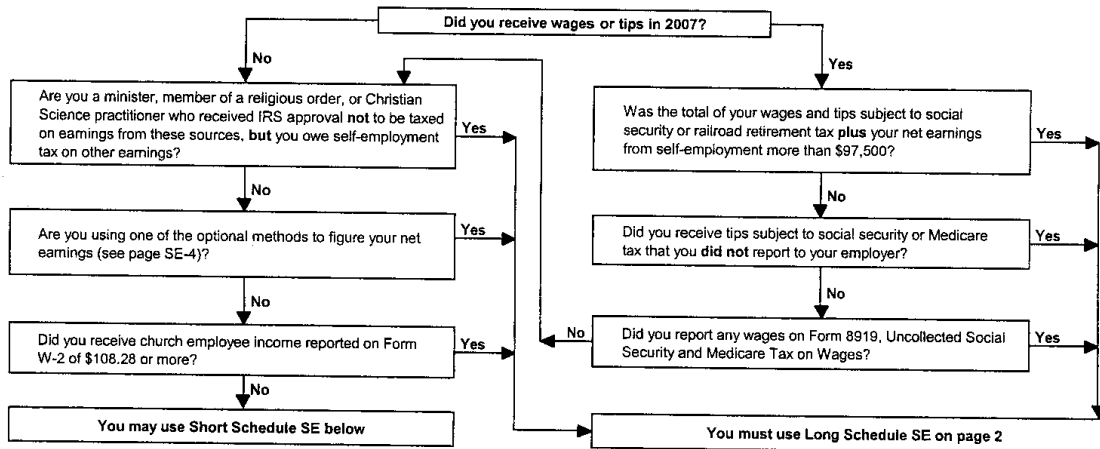 Did you receive wages or tips in 2007?
No
Yes
Are you a minister, member of a religious order, or Christian
Science practitioner who received IRS approval not to be taxed
on earnings from these sources, but you owe self-employment
tax on other earnings?
Yes
No
Are you using one of the optional methods to figure your net
earnings (see page SE-4)?
Yes
No
Did you receive church employee income reported on Form
W-2 of $108.28 or more?
Yes
No
You may use Short Schedule SE below
Was the total of your wages and tips subject to social
security or railroad retirement tax plus your net earnings
from self-employment more than $97,500?
Yes
No
Did you receive tips subject to social security or Medicare
tax that you did not report to your employer?
Yes
No
No
Did you report any wages on Form 8919, Uncollected Social
Security and Medicare Tax on Wages?
Yes
You must use Long Schedule SE on page 2